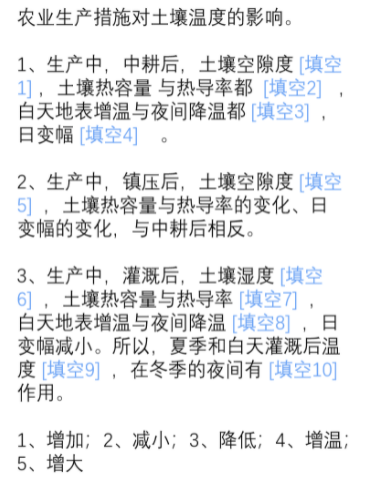 农业生产措施对土壤温度的影响。
1、生产中，中耕后，土壤空隙度 [填空
1] ，土壤热容量 与热导率都 [填空2] ，
白天地表增温与夜间降温都 [填空3] ，
日变幅 [填空4] 。
2、生产中，镇压后，土壤空隙度 [填空
5] ，土壤热容量与热导率的变化、日
变幅的变化，与中耕后相反。
3、生产中，灌溉后，土壤湿度 [填空
6] ，土壤热容量与热导率 [填空7] ，
白天地表增温与夜间降温 [填空8] ，日
变幅减小。所以，夏季和白天灌溉后温
度 [填空9] ，在冬季的夜间有 [填空10]
作用。
1、增加；2、减小；3、降低；4、增温；
5、增大